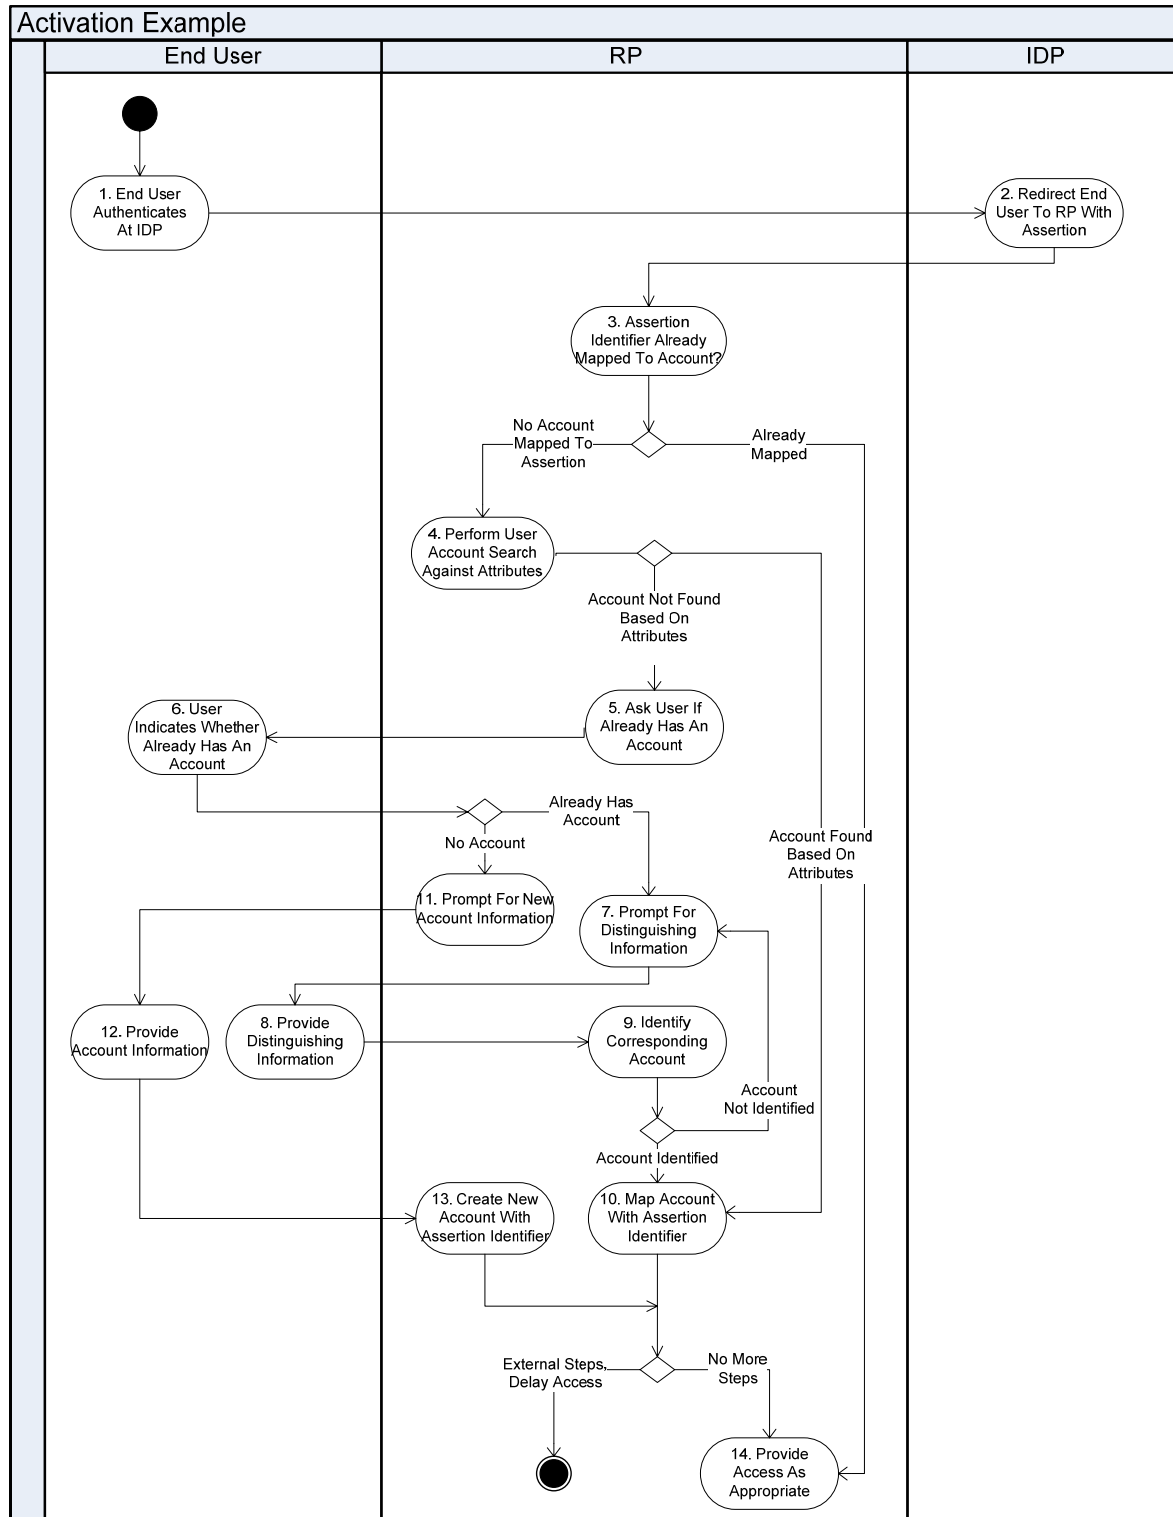 Activation Example
End User
RP
IDP
1. End User
Authenticates
At IDP
2. Redirect End
User To RP With
Assertion
3. Assertion
Identifier Already
Mapped To Account?
No Account
Mapped To
Assertion
Already
Mapped
4. Perform User
Account Search
Against Attributes
Account Not Found
Based On
Attributes
5. Ask User If
Already Has An
Account
6. User
Indicates Whether
Already Has An
Account
Already Has
Account
No Account
Account Found
Based On
Attributes
11. Prompt For New
Account Information
7. Prompt For
Distinguishing
Information
12. Provide
Account Information
8. Provide
Distinguishing
Information
9. Identify
Corresponding
Account
Account
Not Identified
Account Identified
13. Create New
Account With
Assertion Identifier
10. Map Account
With Assertion
Identifier
External Steps,
Delay Access
No More
Steps
14. Provide
Access As
Appropriate